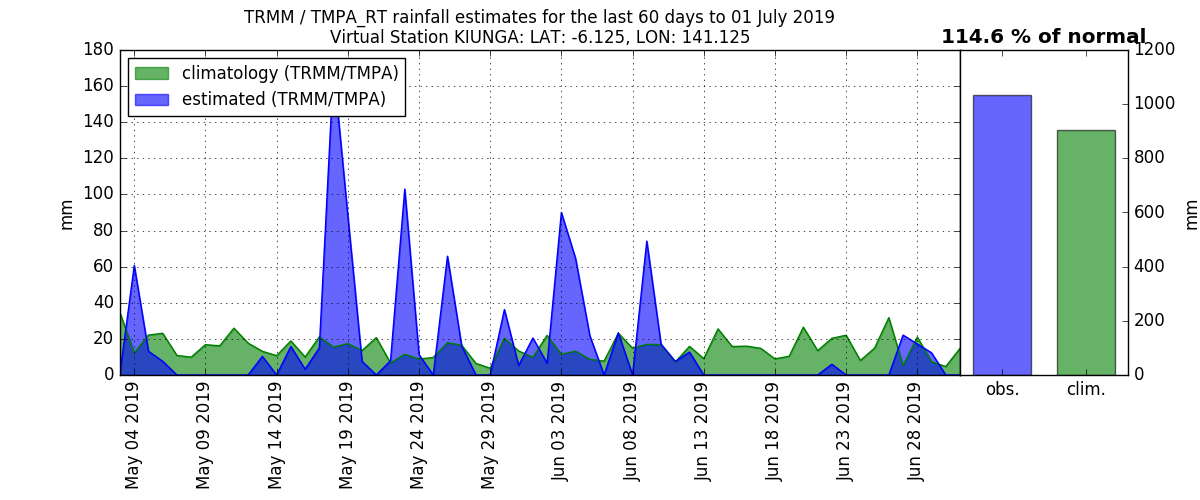 TRMM / TMPA_RT rainfall estimates for the last 60 days to 01 July 2019
Virtual Station KIUNGA: LAT: -6.125, LON: 141.125
114.6 % of normal
climatology (TRMM/TMPA)
estimated (TRMM/TMPA)
180
160
140
120
100
80
60
40
20
0
mm
May 04 2019
May 09 2019
May 14 2019
May 19 2019
May 24 2019
May 29 2019
Jun 03 2019
Jun 08 2019
Jun 13 2019
Jun 18 2019
Jun 23 2019
Jun 28 2019
obs.
clim.
1200
1000
800
600
400
200
0
mm